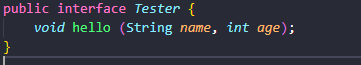 public interface Tester {
    void hello (String name, int age);
}